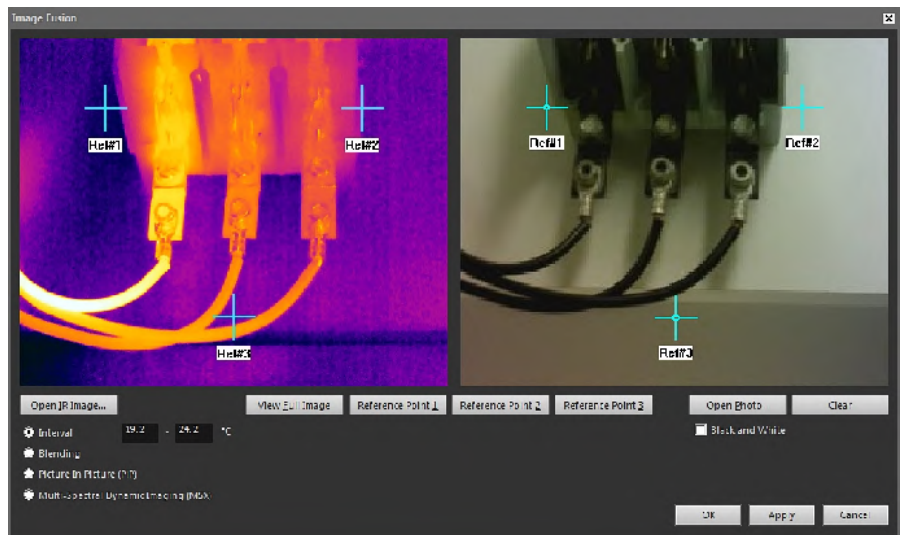 Image Fusion
Ref#1
Ref#2
Ref#3
Ref#1
Ref#2
Ref#3
Open IR Image...
View Full Image
Reference Point 1
Reference Point 2
Reference Point 3
Open Photo
Clear
Interval 19.2 - 24.2 °C
Black and White
Blending
Picture In Picture (PIP)
Multi-Spectral Dynamic Imaging (MSX
OK
Apply
Cancel